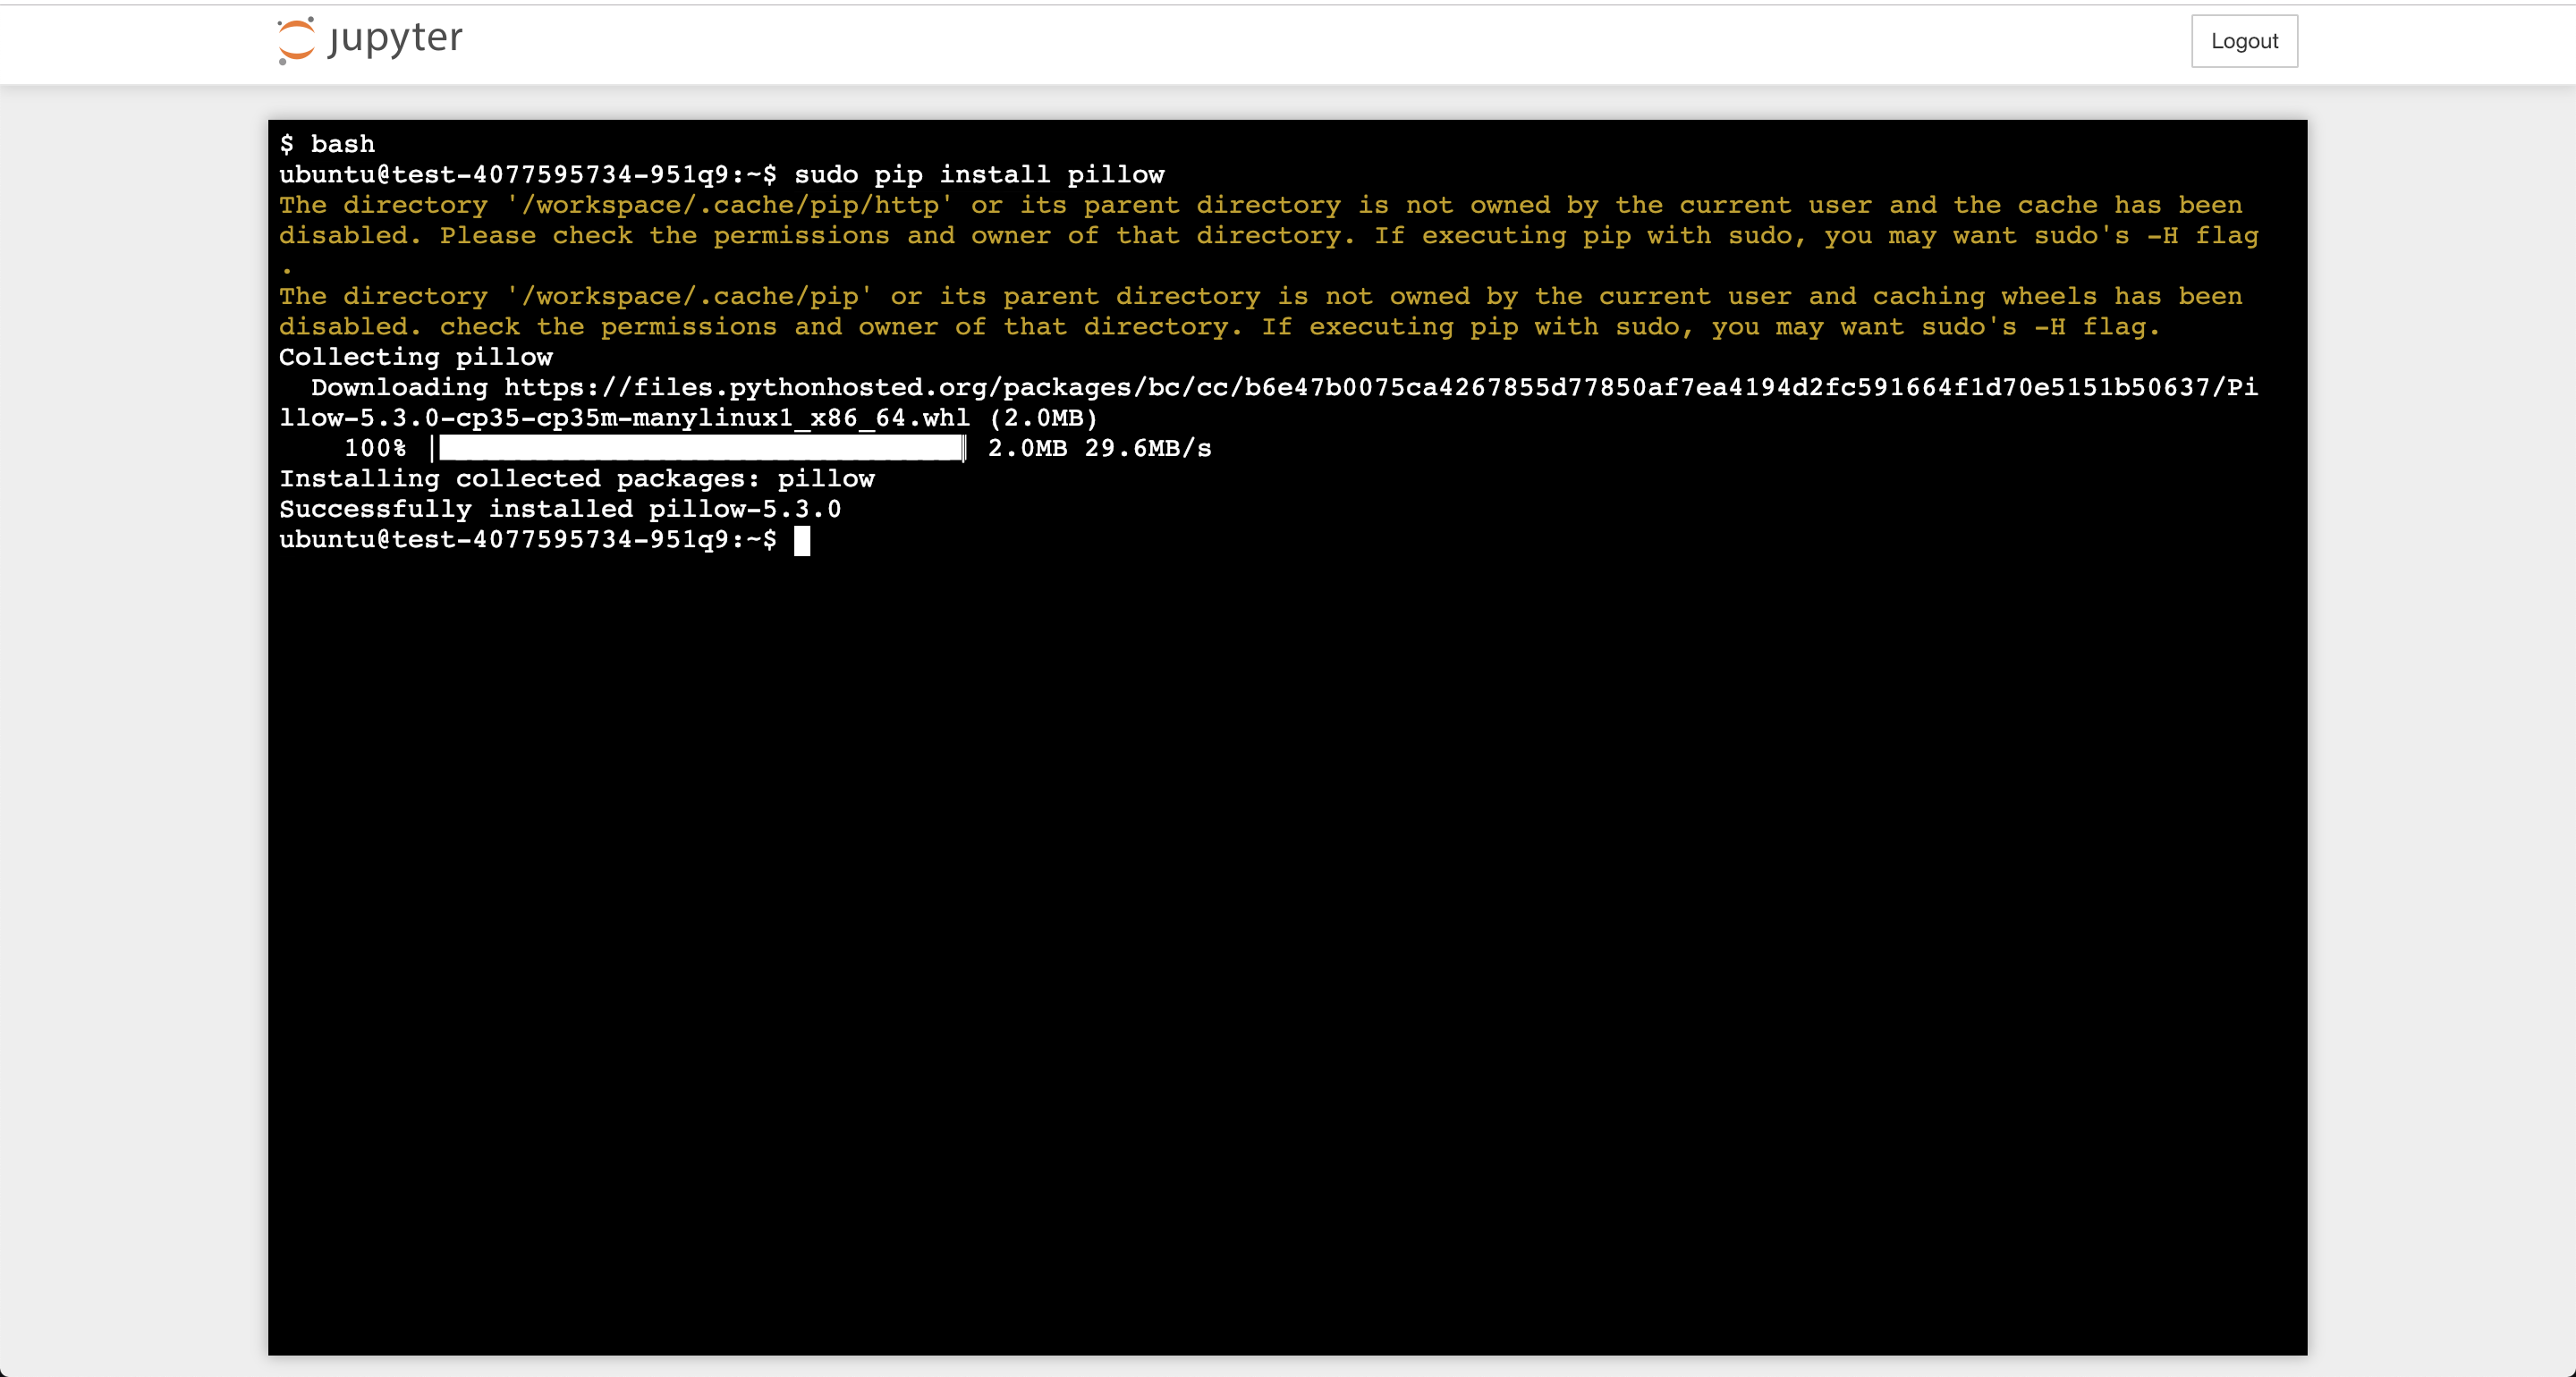 jupyter
Logout
$ bash
ubuntu@test-4077595734-951q9:~$ sudo pip install pillow
The directory '/workspace/.cache/pip/http' or its parent directory is not owned by the current user and the cache has been
disabled. Please check the permissions and owner of that directory. If executing pip with sudo, you may want sudo's -H flag
.
The directory '/workspace/.cache/pip' or its parent directory is not owned by the current user and caching wheels has been
disabled. check the permissions and owner of that directory. If executing pip with sudo, you may want sudo's -H flag.
Collecting pillow
  Downloading https://files.pythonhosted.org/packages/bc/cc/b6e47b0075ca4267855d77850af7ea4194d2fc591664f1d70e5151b50637/Pi
llow-5.3.0-cp35-cp35m-manylinux1_x86_64.whl (2.0MB)
    100% |████████████████████████████████| 2.0MB 29.6MB/s
Installing collected packages: pillow
Successfully installed pillow-5.3.0
ubuntu@test-4077595734-951q9:~$